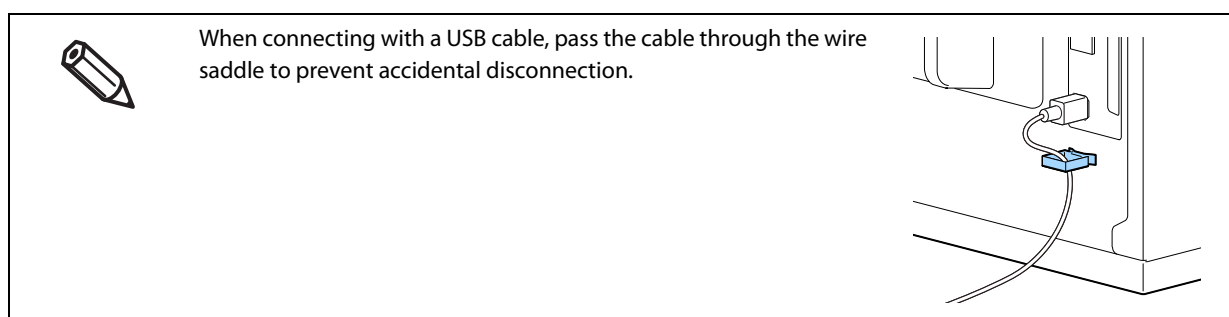 When connecting with a USB cable, pass the cable through the wire
saddle to prevent accidental disconnection.